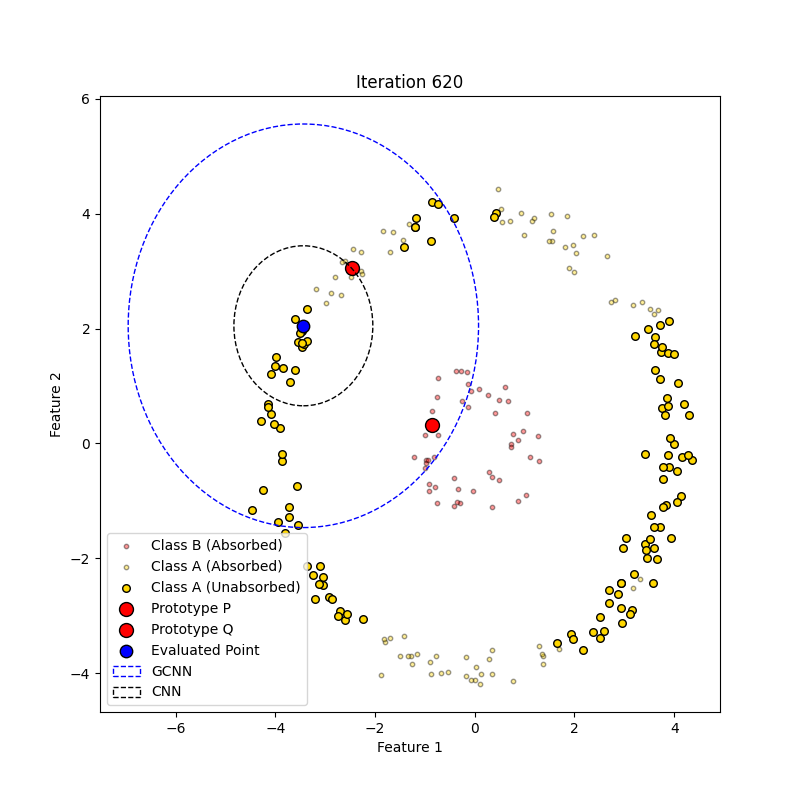 Iteration 620
6
4
2
0
−2
−4
Feature 2
Class B (Absorbed)
Class A (Absorbed)
Class A (Unabsorbed)
Prototype P
Prototype Q
Evaluated Point
GCNN
CNN
−6 −4 −2 0 2 4
Feature 1